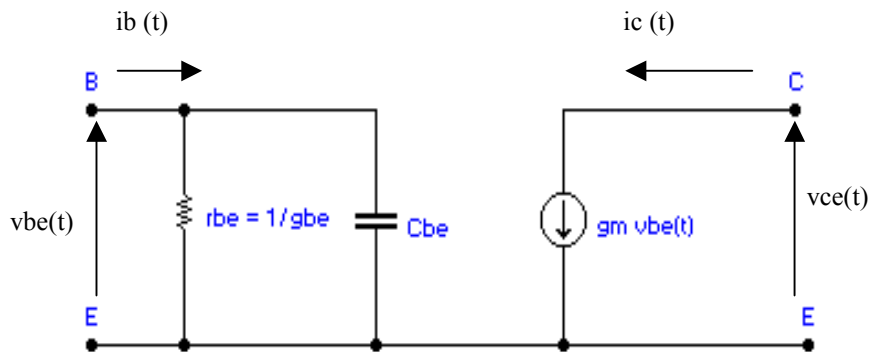 ib (t)
ic (t)
B
C
vbe(t)
rbe = 1/gbe
Cbe
gm vbe(t)
vce(t)
E
E